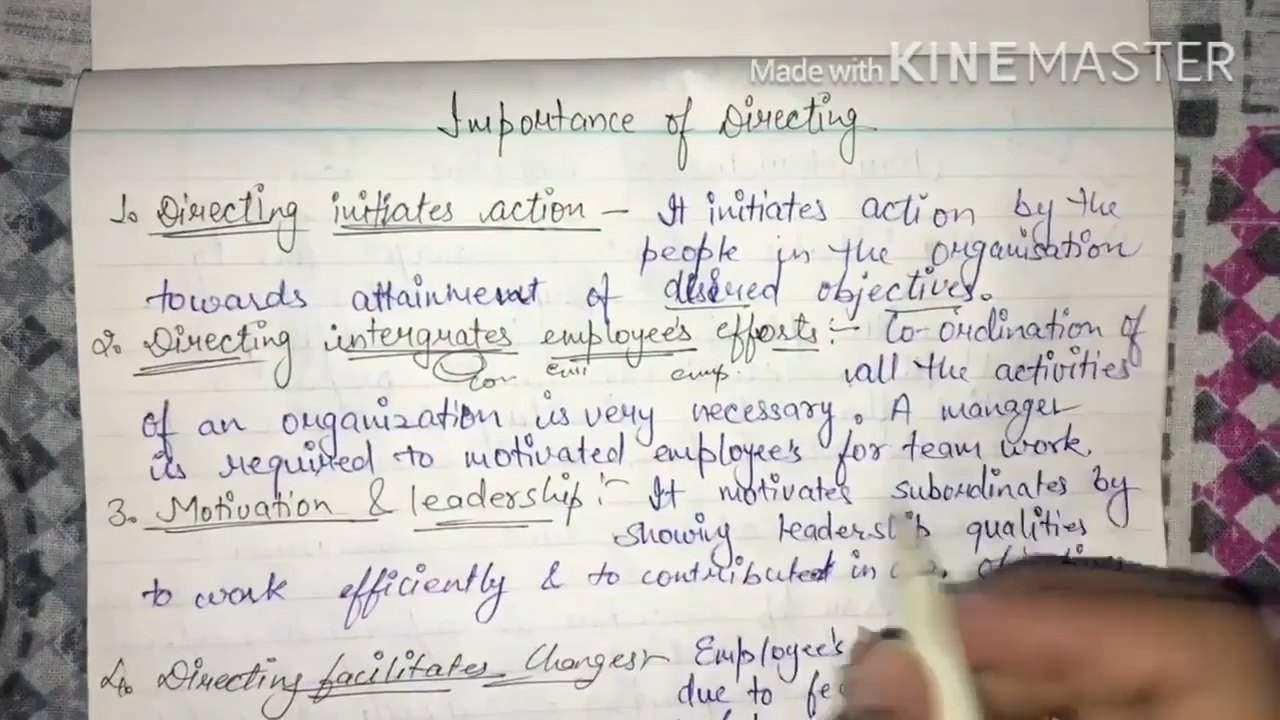 Made with KINEMASTER
Importance of Directing
1. Directing initiates action - It initiates action by the
people in the organisation
towards attainment of desired objectives.
2. Directing intergrates employee's efforts :- Co-ordination of
all the activities
of an organization is very necessary. A manager
is required to motivated employee's for team work.
3. Motivation & leadership :- It motivates subordinates by
showing leadership qualities
to work efficiently & to contributed in
4. Directing facilitates Changes - Employee's
due to